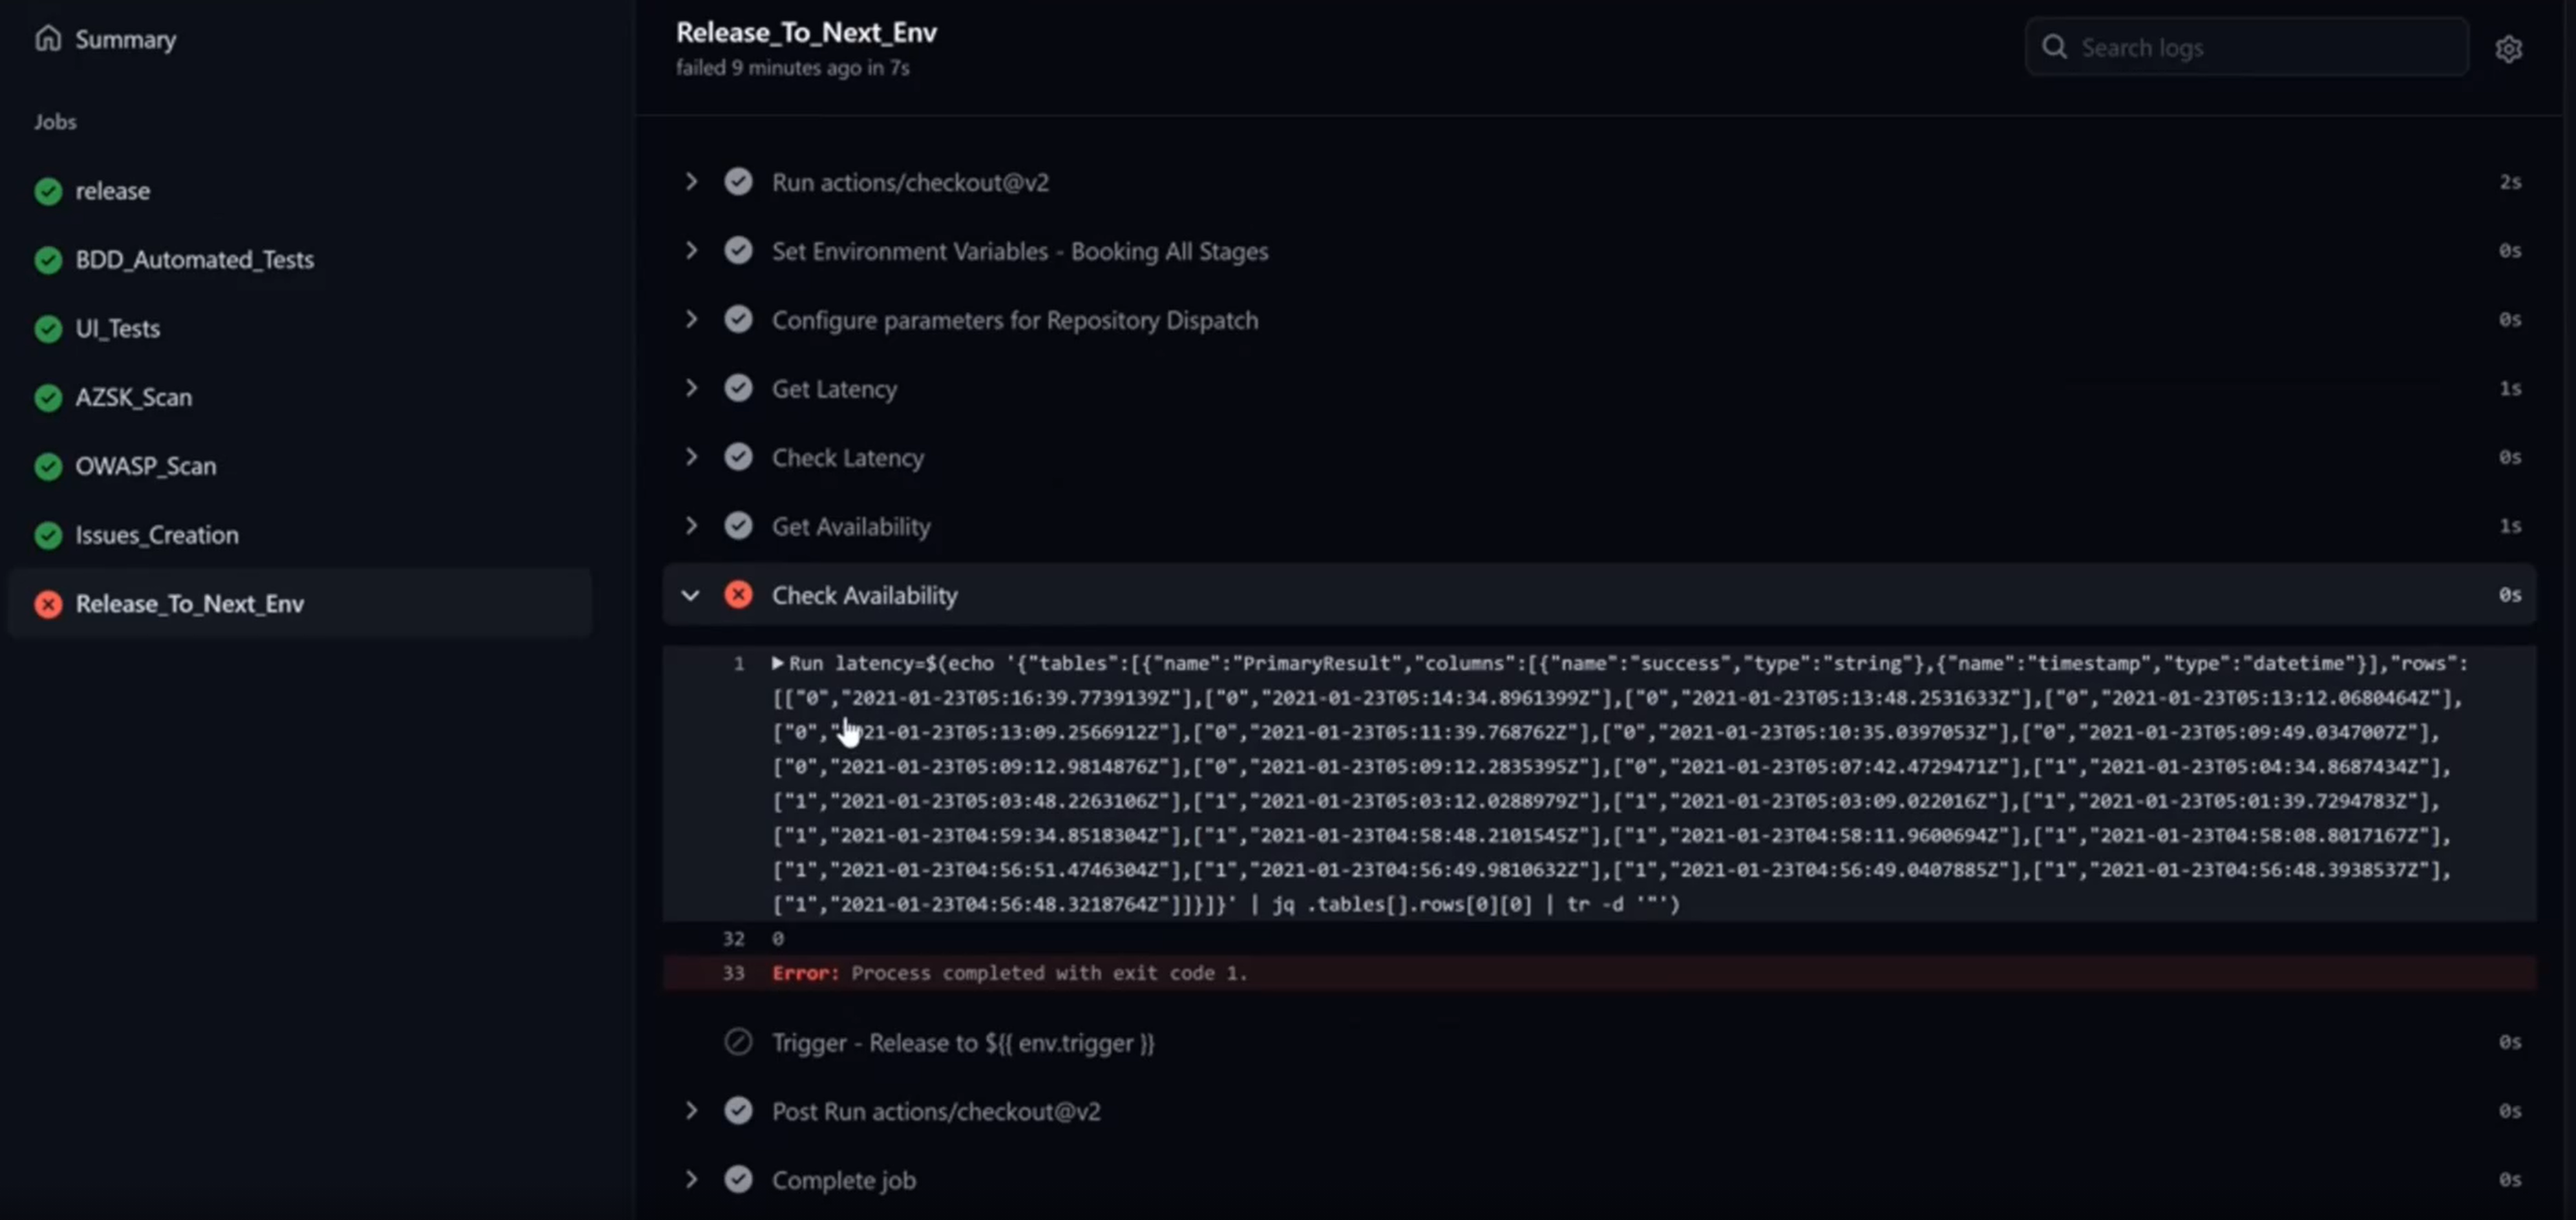 Summary
Jobs
release
BDD_Automated_Tests
UI_Tests
AZSK_Scan
OWASP_Scan
Issues_Creation
Release_To_Next_Env
Release_To_Next_Env
failed 9 minutes ago in 7s
Search logs
Run actions/checkout@v2 2s
Set Environment Variables - Booking All Stages 0s
Configure parameters for Repository Dispatch 0s
Get Latency 1s
Check Latency 0s
Get Availability 1s
Check Availability 0s
1 Run latency=$(echo '{"tables":[{"name":"PrimaryResult","columns":[{"name":"success","type":"string"},{"name":"timestamp","type":"datetime"}],"rows":
[["0","2021-01-23T05:16:39.7739139Z"],["0","2021-01-23T05:14:34.8961399Z"],["0","2021-01-23T05:13:48.2531633Z"],["0","2021-01-23T05:13:12.0680464Z"],
["0","21-01-23T05:13:09.2566912Z"],["0","2021-01-23T05:11:39.768762Z"],["0","2021-01-23T05:10:35.0397053Z"],["0","2021-01-23T05:09:49.0347007Z"],
["0","2021-01-23T05:09:12.9814876Z"],["0","2021-01-23T05:09:12.2835395Z"],["0","2021-01-23T05:07:42.4729471Z"],["1","2021-01-23T05:04:34.8687434Z"],
["1","2021-01-23T05:03:48.2263106Z"],["1","2021-01-23T05:03:12.0288979Z"],["1","2021-01-23T05:03:09.022016Z"],["1","2021-01-23T05:01:39.7294783Z"],
["1","2021-01-23T04:59:34.8518304Z"],["1","2021-01-23T04:58:48.2101545Z"],["1","2021-01-23T04:58:11.9600694Z"],["1","2021-01-23T04:58:08.8017167Z"],
["1","2021-01-23T04:56:51.4746304Z"],["1","2021-01-23T04:56:49.9810632Z"],["1","2021-01-23T04:56:49.0407885Z"],["1","2021-01-23T04:56:48.3938537Z"],
["1","2021-01-23T04:56:48.3218764Z"]]}]}' | jq .tables[].rows[0][0] | tr -d '"')
32 0
33 Error: Process completed with exit code 1.
Trigger - Release to ${{ env.trigger }} 0s
Post Run actions/checkout@v2 0s
Complete job 0s